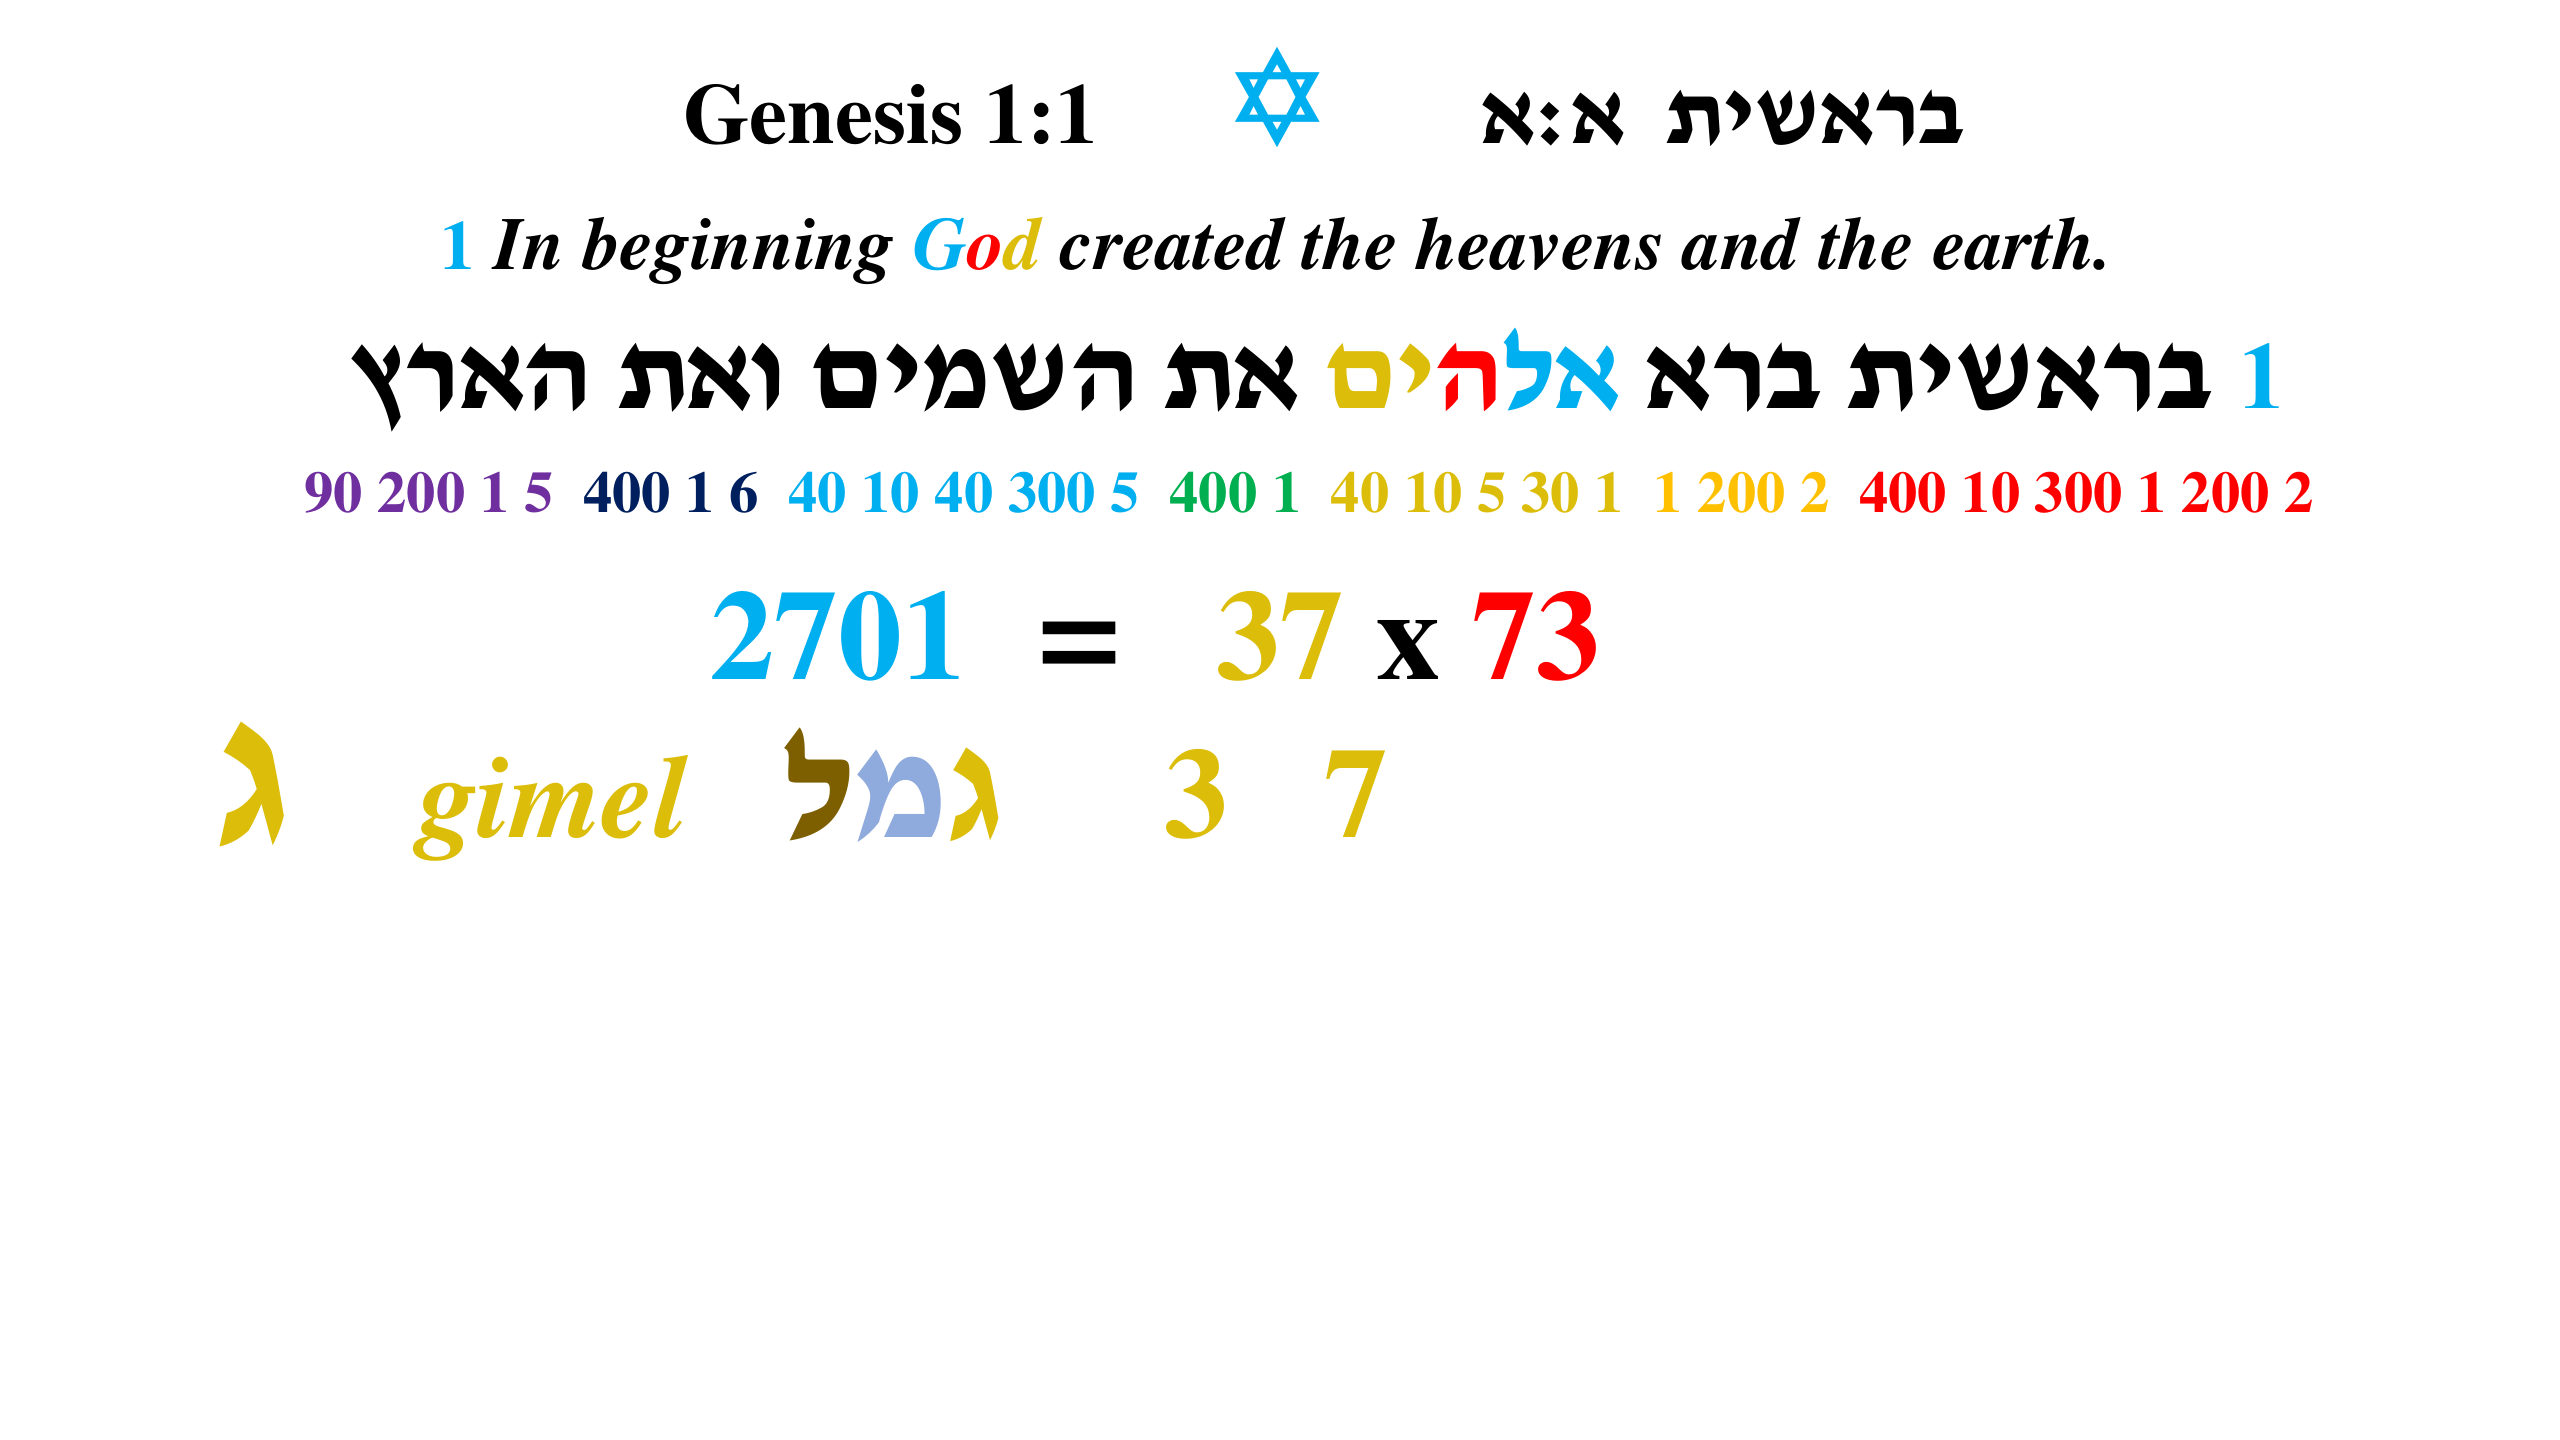 Genesis 1:1 ✡ בראשית א:א
1 In beginning God created the heavens and the earth.
1 בראשית ברא אלהים את השמים ואת הארץ
90 200 1 5 400 1 6 40 10 40 300 5 400 1 40 10 5 30 1 1 200 2 400 10 300 1 200 2
2701 = 37 x 73
ג gimel גמל 3 7